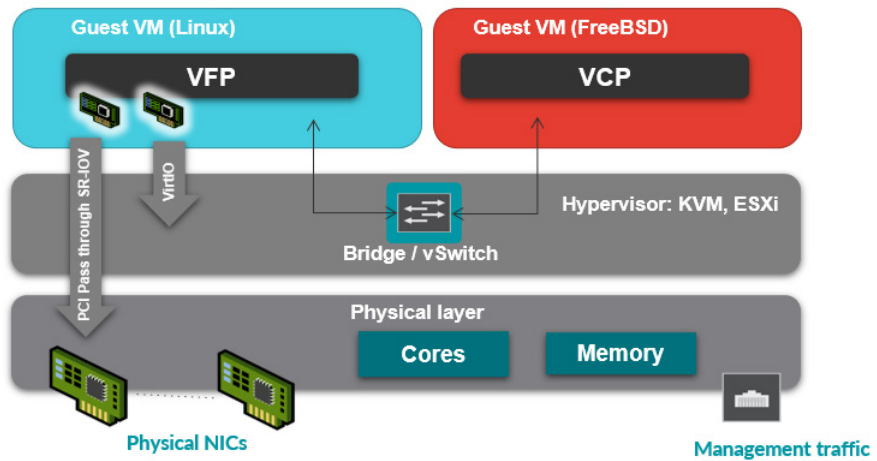 Guest VM (Linux)
VFP
Guest VM (FreeBSD)
VCP
PCI Pass through SR-IOV
VirtIO
Hypervisor: KVM, ESXi
Bridge / vSwitch
Physical layer
Cores
Memory
Physical NICs
Management traffic